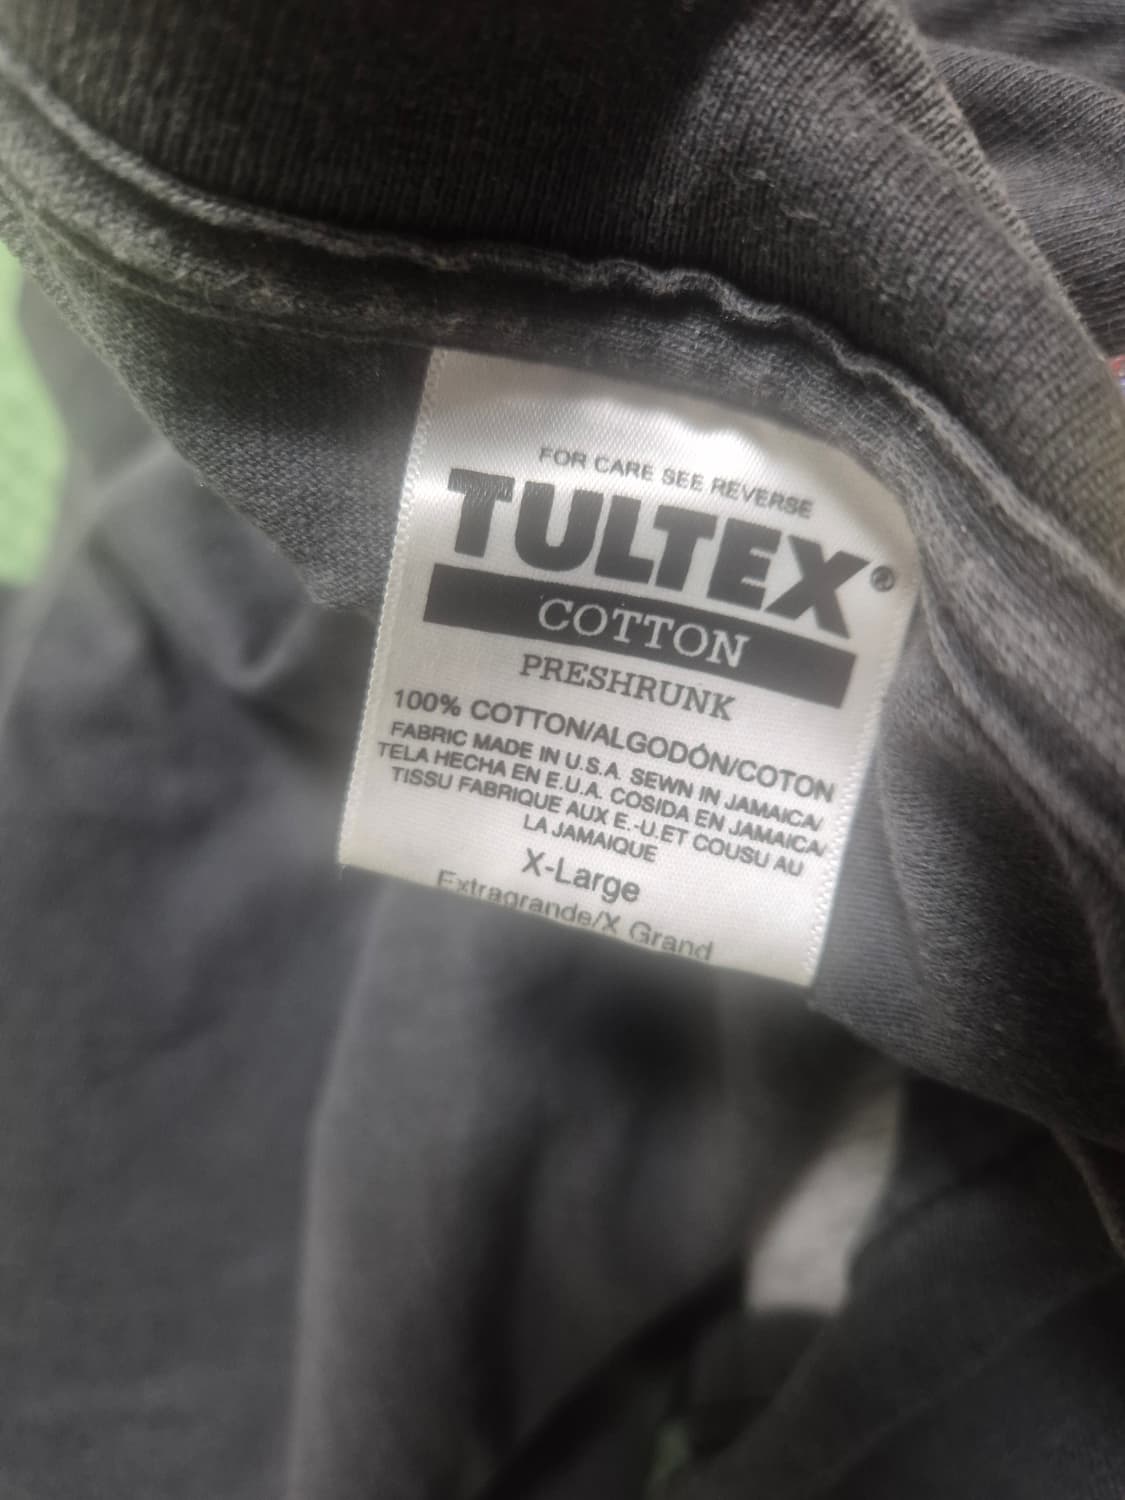 FOR CARE SEE REVERSE
TULTEX®
COTTON
PRESHRUNK
100% COTTON/ALGODÓN/COTON
FABRIC MADE IN U.S.A. SEWN IN JAMAICA/
TELA HECHA EN E.U.A. COSIDA EN JAMAICA/
TISSU FABRIQUE AUX E.-U.ET COUSU AU
LA JAMAIQUE
X-Large
Extragrande/X Grand